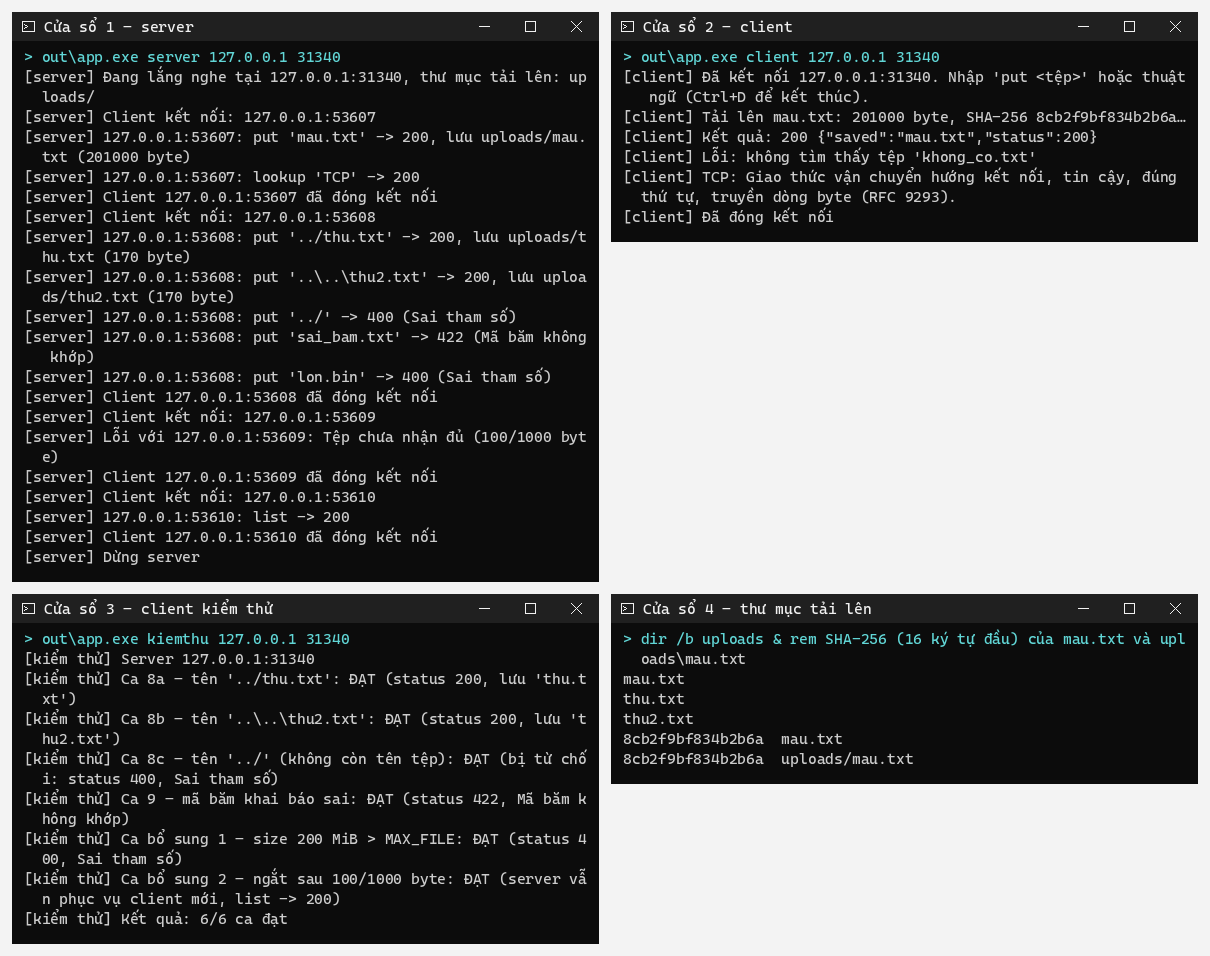 Cửa sổ 1 – server
> out\app.exe server 127.0.0.1 31340
[server] Đang lắng nghe tại 127.0.0.1:31340, thư mục tải lên: up
loads/
[server] Client kết nối: 127.0.0.1:53607
[server] 127.0.0.1:53607: put 'mau.txt' -> 200, lưu uploads/mau.
txt (201000 byte)
[server] 127.0.0.1:53607: lookup 'TCP' -> 200
[server] Client 127.0.0.1:53607 đã đóng kết nối
[server] Client kết nối: 127.0.0.1:53608
[server] 127.0.0.1:53608: put '../thu.txt' -> 200, lưu uploads/t
hu.txt (170 byte)
[server] 127.0.0.1:53608: put '..\..\thu2.txt' -> 200, lưu uploa
ds/thu2.txt (170 byte)
[server] 127.0.0.1:53608: put '../' -> 400 (Sai tham số)
[server] 127.0.0.1:53608: put 'sai_bam.txt' -> 422 (Mã băm không
khớp)
[server] 127.0.0.1:53608: put 'lon.bin' -> 400 (Sai tham số)
[server] Client 127.0.0.1:53608 đã đóng kết nối
[server] Client kết nối: 127.0.0.1:53609
[server] Lỗi với 127.0.0.1:53609: Tệp chưa nhận đủ (100/1000 byt
e)
[server] Client 127.0.0.1:53609 đã đóng kết nối
[server] Client kết nối: 127.0.0.1:53610
[server] 127.0.0.1:53610: list -> 200
[server] Client 127.0.0.1:53610 đã đóng kết nối
[server] Dừng server
Cửa sổ 2 – client
> out\app.exe client 127.0.0.1 31340
[client] Đã kết nối 127.0.0.1:31340. Nhập 'put <tệp>' hoặc thuật
ngữ (Ctrl+D để kết thúc).
[client] Tải lên mau.txt: 201000 byte, SHA-256 8cb2f9bf834b2b6a…
[client] Kết quả: 200 {"saved":"mau.txt","status":200}
[client] Lỗi: không tìm thấy tệp 'khong_co.txt'
[client] TCP: Giao thức vận chuyển hướng kết nối, tin cậy, đúng
thứ tự, truyền dòng byte (RFC 9293).
[client] Đã đóng kết nối
Cửa sổ 3 – client kiểm thử
> out\app.exe kiemthu 127.0.0.1 31340
[kiểm thử] Server 127.0.0.1:31340
[kiểm thử] Ca 8a – tên '../thu.txt': ĐẠT (status 200, lưu 'thu.t
xt')
[kiểm thử] Ca 8b – tên '..\..\thu2.txt': ĐẠT (status 200, lưu 't
hu2.txt')
[kiểm thử] Ca 8c – tên '../' (không còn tên tệp): ĐẠT (bị từ chố
i: status 400, Sai tham số)
[kiểm thử] Ca 9 – mã băm khai báo sai: ĐẠT (status 422, Mã băm k
hông khớp)
[kiểm thử] Ca bổ sung 1 – size 200 MiB > MAX_FILE: ĐẠT (status 4
00, Sai tham số)
[kiểm thử] Ca bổ sung 2 – ngắt sau 100/1000 byte: ĐẠT (server vẫ
n phục vụ client mới, list -> 200)
[kiểm thử] Kết quả: 6/6 ca đạt
Cửa sổ 4 – thư mục tải lên
> dir /b uploads & rem SHA-256 (16 ký tự đầu) của mau.txt và upl
oads\mau.txt
mau.txt
thu.txt
thu2.txt
8cb2f9bf834b2b6a  mau.txt
8cb2f9bf834b2b6a  uploads/mau.txt